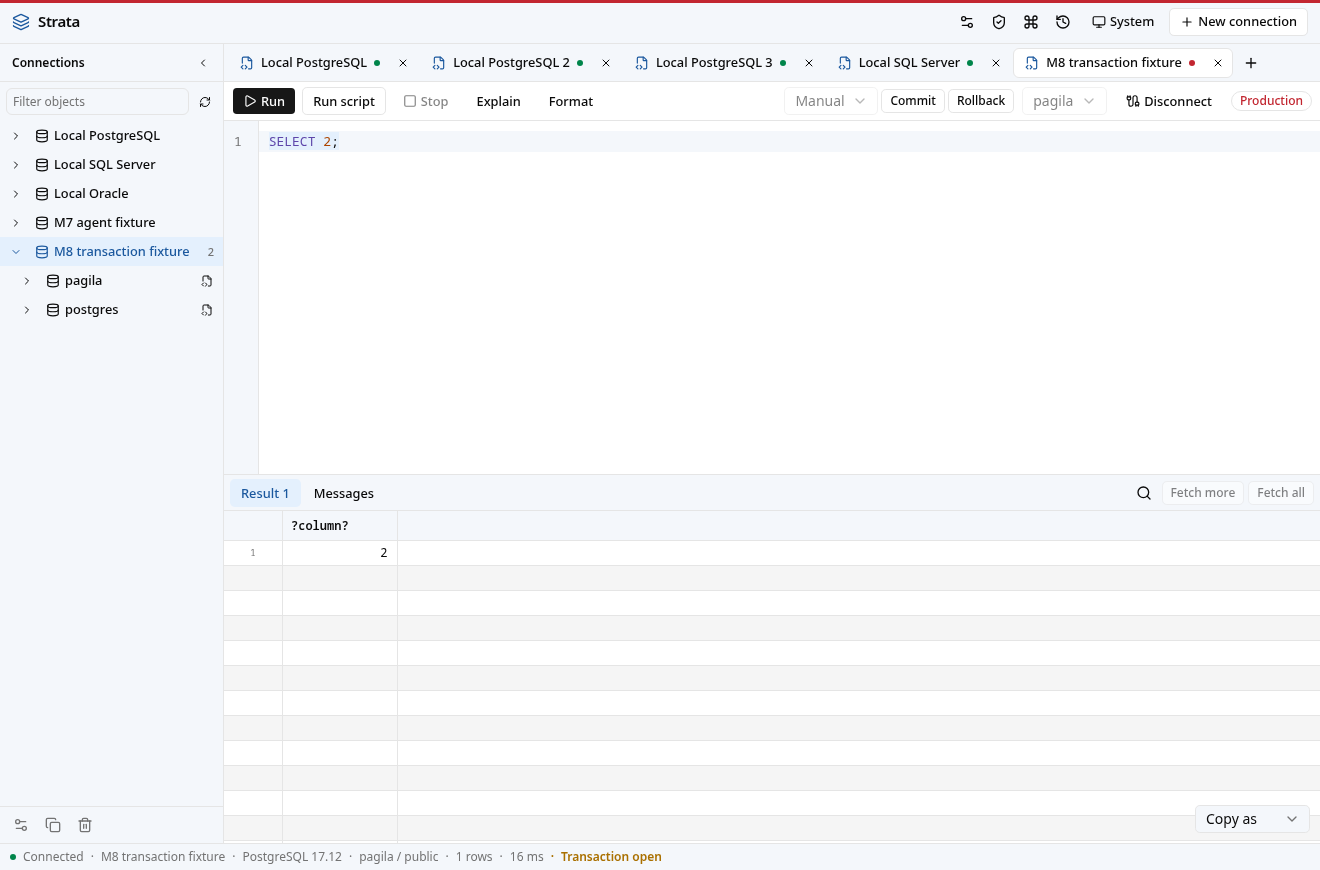 Strata
System
New connection
Connections
Local PostgreSQL
Local PostgreSQL 2
Local PostgreSQL 3
Local SQL Server
M8 transaction fixture
Filter objects
Run
Run script
Stop
Explain
Format
Manual
Commit
Rollback
pagila
Disconnect
Production
Local PostgreSQL
Local SQL Server
Local Oracle
M7 agent fixture
M8 transaction fixture 2
pagila
postgres
1 SELECT 2;
Result 1
Messages
Fetch more
Fetch all
?column?
1 2
Copy as
Connected · M8 transaction fixture · PostgreSQL 17.12 · pagila / public · 1 rows · 16 ms · Transaction open